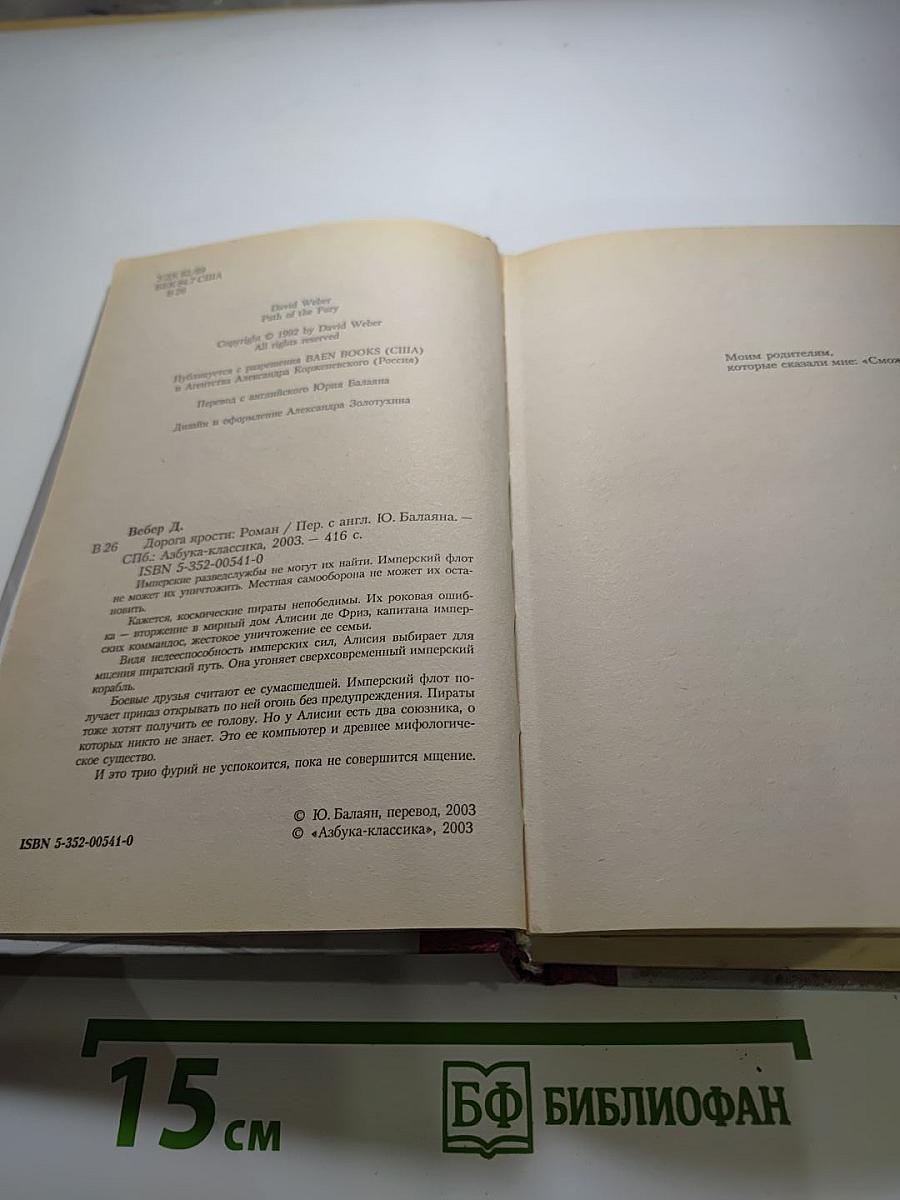 УДК 82/89
ББК 84.7 США
В 26
David Weber
Path of the Fury
Copyright © 1992 by David Weber
All rights reserved
Публикуется с разрешения BAEN BOOKS (США)
и Агентства Александра Корженевского (Россия)
Перевод с английского Юрия Балаяна
Дизайн и оформление Александра Золотухина
Вебер Д.
В 26 Дорога ярости: Роман / Пер. с англ. Ю. Балаяна. —
СПб.: Азбука-классика, 2003. — 416 с.
ISBN 5-352-00541-0
Имперские разведслужбы не могут их найти. Имперский флот
не может их уничтожить. Местная самооборона не может их оста-
новить.
Кажется, космические пираты непобедимы. Их роковая ошиб-
ка — вторжение в мирный дом Алисии де Фриз, капитана импер-
ских коммандос, жестокое уничтожение ее семьи.
Видя недееспособность имперских сил, Алисия выбирает для
мщения пиратский путь. Она угоняет сверхсовременный имперский
корабль.
Боевые друзья считают ее сумасшедшей. Имперский флот по-
лучает приказ открывать по ней огонь без предупреждения. Пираты
тоже хотят получить ее голову. Но у Алисии есть два союзника, о
которых никто не знает. Это ее компьютер и древнее мифологиче-
ское существо.
И это трио фурий не успокоится, пока не совершится мщение.
© Ю. Балаян, перевод, 2003
ISBN 5-352-00541-0 © «Азбука-классика», 2003
Моим родителям,
которые сказали мне: «Смож
15 см
БФ БИБЛИОФАН